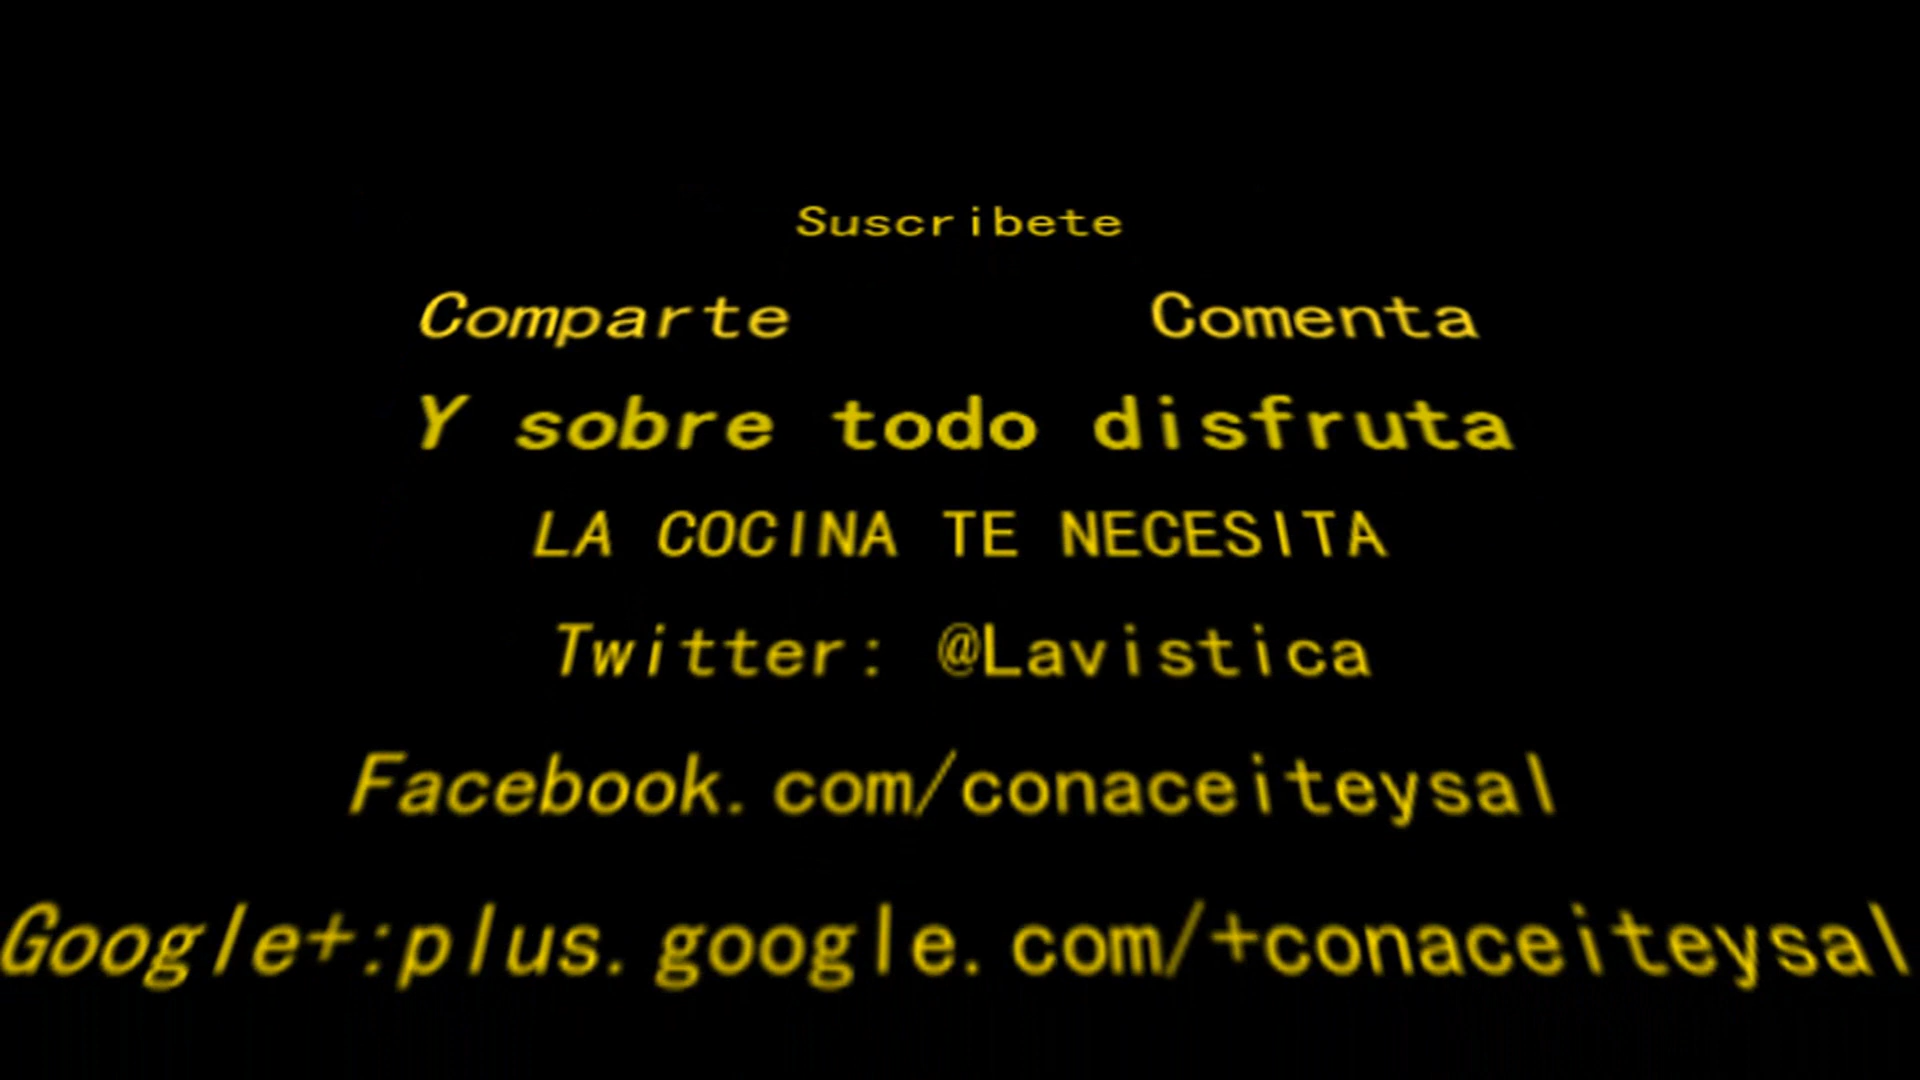 Suscribete
Comparte Comenta
Y sobre todo disfruta
LA COCINA TE NECESITA
Twitter: @Lavistica
Facebook.com/conaceiteysal
Google+:plus.google.com/+conaceiteysal